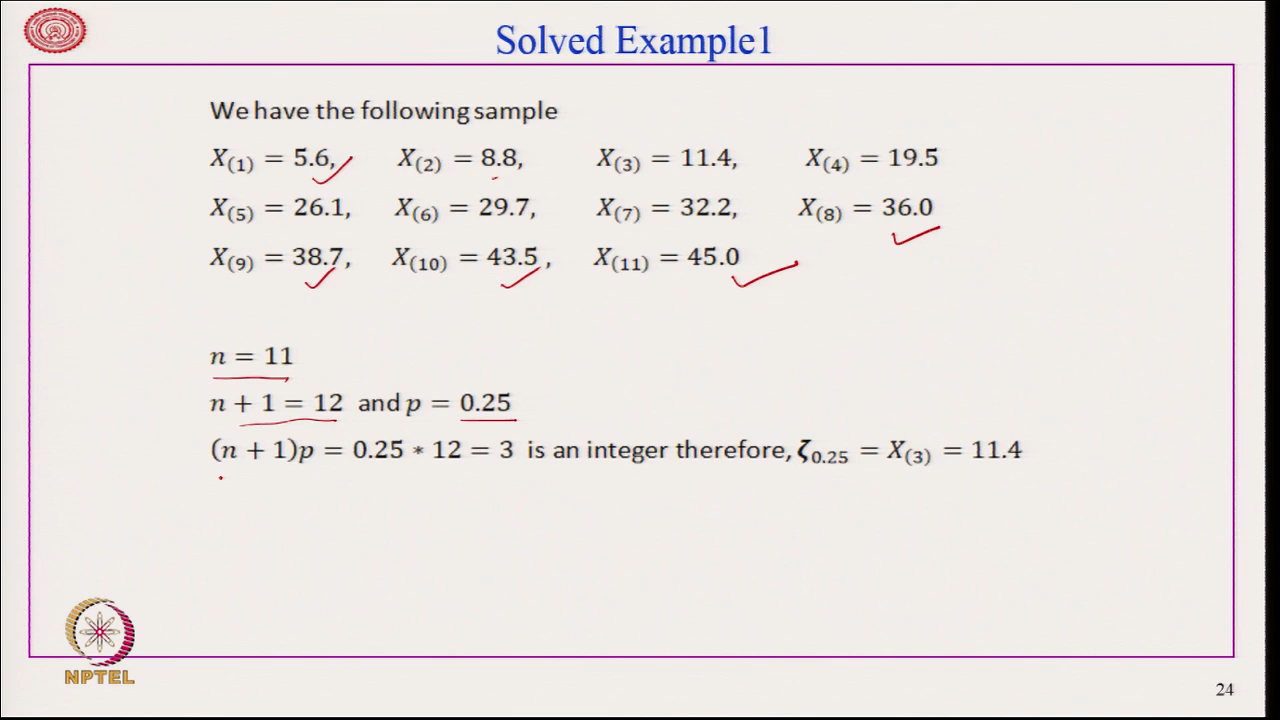 Solved Example1
We have the following sample
X(1) = 5.6, X(2) = 8.8, X(3) = 11.4, X(4) = 19.5
X(5) = 26.1, X(6) = 29.7, X(7) = 32.2, X(8) = 36.0
X(9) = 38.7, X(10) = 43.5 , X(11) = 45.0
n = 11
n + 1 = 12 and p = 0.25
(n + 1)p = 0.25 * 12 = 3 is an integer therefore, ζ0.25 = X(3) = 11.4
NPTEL
24